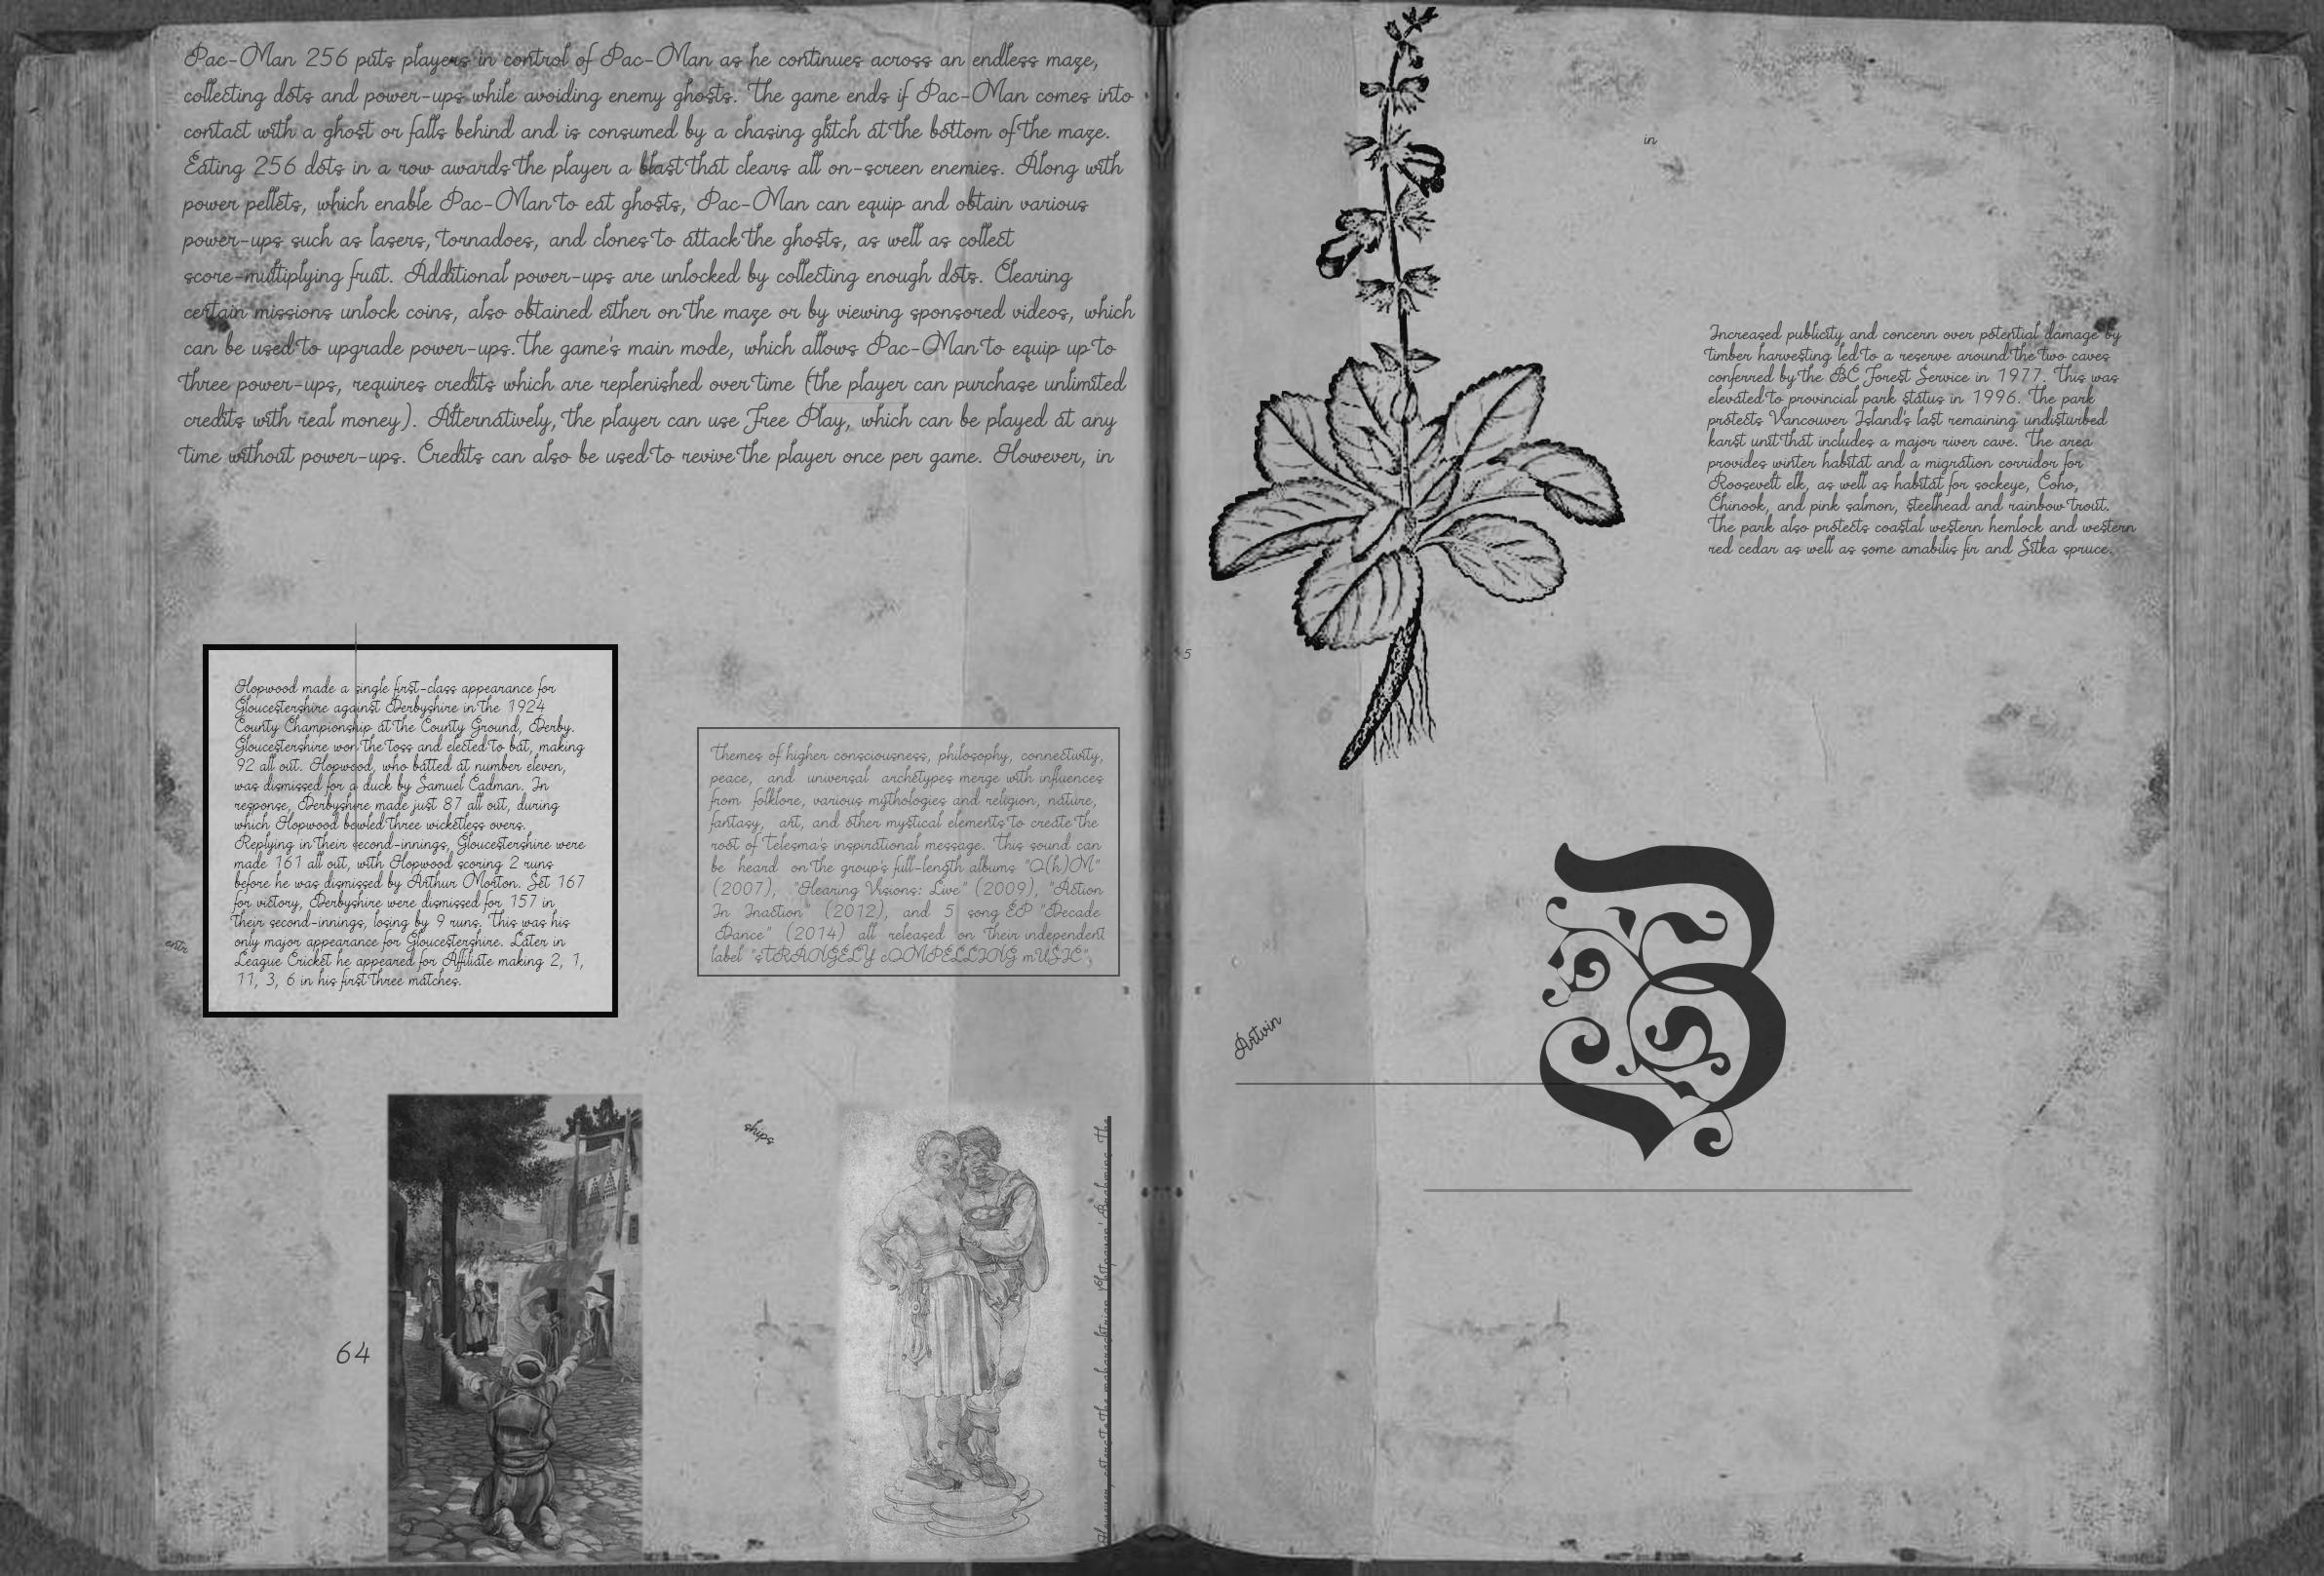 Pac-Man 256 puts players in control of Pac-Man as he continues across an endless maze,
collecting dots and power-ups while avoiding enemy ghosts. The game ends if Pac-Man comes into
contact with a ghost or falls behind and is consumed by a chasing glitch at the bottom of the maze.
Eating 256 dots in a row awards the player a blast that clears all on-screen enemies. Along with
power pellets, which enable Pac-Man to eat ghosts, Pac-Man can equip and obtain various
power-ups such as lasers, tornadoes, and clones to attack the ghosts, as well as collect
score-multiplying fruit. Additional power-ups are unlocked by collecting enough dots. Clearing
certain missions unlock coins, also obtained either on the maze or by viewing sponsored videos, which
can be used to upgrade power-ups. The game's main mode, which allows Pac-Man to equip up to
three power-ups, requires credits which are replenished over time (the player can purchase unlimited
credits with real money). Alternatively, the player can use Free Play, which can be played at any
time without power-ups. Credits can also be used to revive the player once per game. However, in
Hopwood made a single first-class appearance for
Gloucestershire against Derbyshire in the 1924
County Championship at the County Ground, Derby.
Gloucestershire won the toss and elected to bat, making
92 all out. Hopwood, who batted at number eleven,
was dismissed for a duck by Samuel Cadman. In
response, Derbyshire made just 87 all out, during
which Hopwood bowled three wicketless overs.
Replying in their second-innings, Gloucestershire were
made 161 all out, with Hopwood scoring 2 runs
before he was dismissed by Arthur Morton. Set 167
for victory, Derbyshire were dismissed for 157 in
their second-innings, losing by 9 runs. This was his
only major appearance for Gloucestershire. Later in
League Cricket he appeared for Affiliate making 2, 1,
11, 3, 6 in his first three matches.
Themes of higher consciousness, philosophy, connectivity,
peace, and universal archetypes merge with influences
from folklore, various mythologies and religion, nature,
fantasy, art, and other mystical elements to create the
root of Telesma's inspirational message. This sound can
be heard on the group's full-length albums "O(h)M"
(2007), "Hearing Visions: Live" (2009), "Action
In Inaction" (2012), and 5 song EP "Decade
Dance" (2014) all released on their independent
label "sTRANGELY cOMPELLING mUSIC".
ships
64
5
in
Increased publicity and concern over potential damage by
timber harvesting led to a reserve around the two caves
conferred by the BC Forest Service in 1977. This was
elevated to provincial park status in 1996. The park
protects Vancouver Island's last remaining undisturbed
karst unit that includes a major river cave. The area
provides winter habitat and a migration corridor for
Roosevelt elk, as well as habitat for sockeye, Coho,
Chinook, and pink salmon, steelhead and rainbow trout.
The park also protects coastal western hemlock and western
red cedar as well as some amabilis fir and Sitka spruce.
Artvin
B